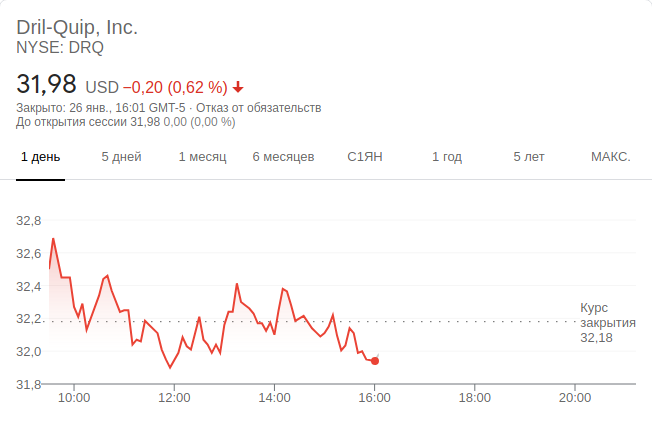 Dril-Quip, Inc.
NYSE: DRQ
31,98 USD −0,20 (0,62 %)
Закрыто: 26 янв., 16:01 GMT-5 · Отказ от обязательств
До открытия сессии 31,98 0,00 (0,00 %)
1 день 5 дней 1 месяц 6 месяцев С1ЯН 1 год 5 лет МАКС.
32,8
32,6
32,4
32,2
32,0
31,8
Курс
закрытия
32,18
10:00 12:00 14:00 16:00 18:00 20:00